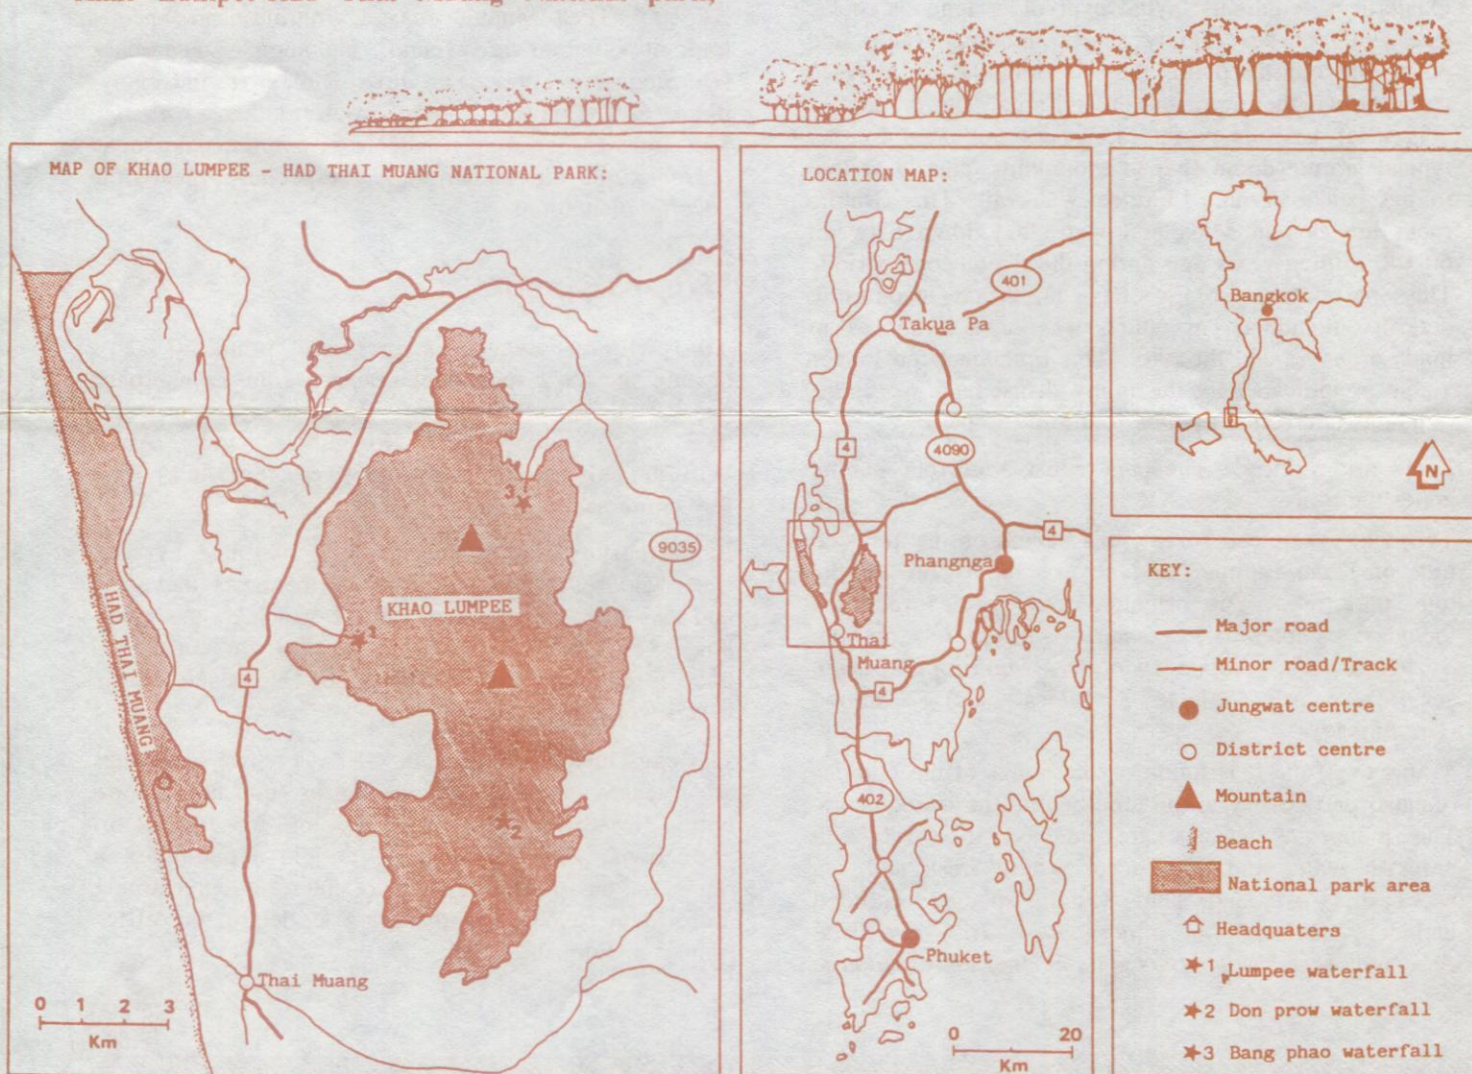 MAP OF KHAO LUMPEE - HAD THAI MUANG NATIONAL PARK:
3
9035
KHAO LUMPEE
1
4
HAD THAI MUANG
2
Thai Muang
0 1 2 3
Km
LOCATION MAP:
401
Takua Pa
4
4090
4
Phangnga
Thai
Muang
4
402
Phuket
0 20
Km
Bangkok
N
KEY:
Major road
Minor road/Track
Jungwat centre
District centre
Mountain
Beach
National park area
Headquaters
1 Lumpee waterfall
2 Don prow waterfall
3 Bang phao waterfall